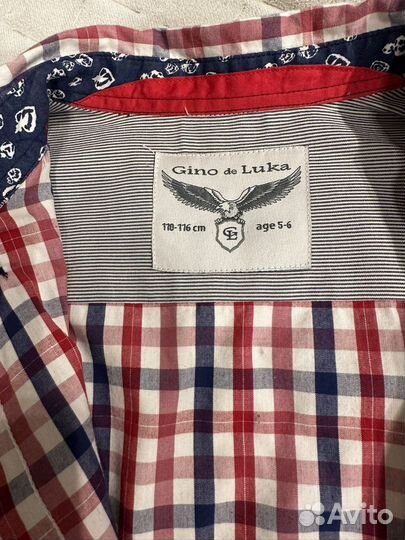 Gino de Luka
110-116 cm age 5-6
GL
Avito